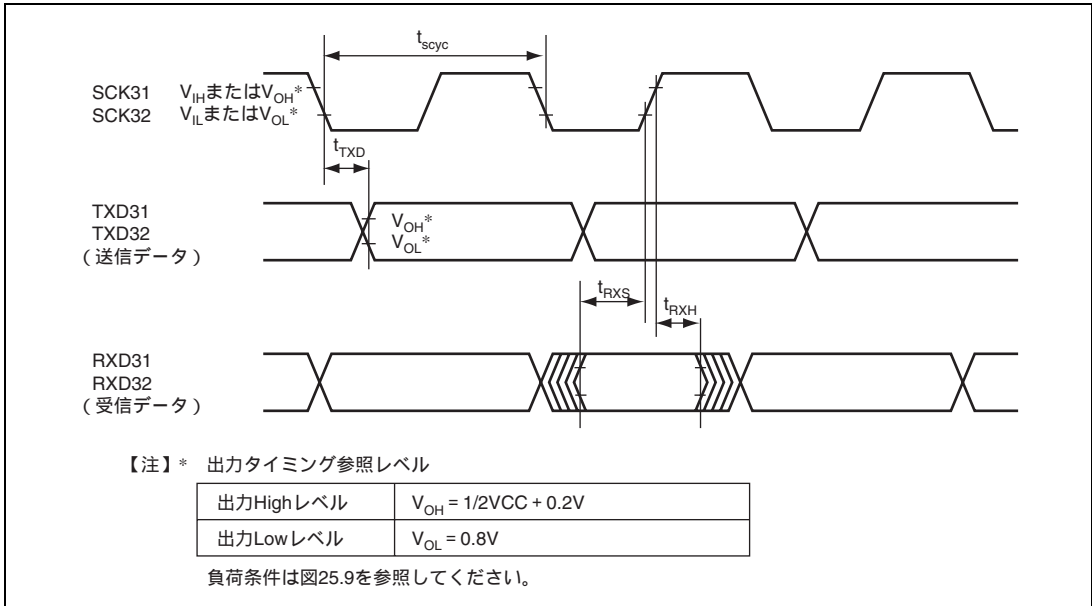 tscyc
SCK31 VIHまたはVOH*
SCK32 VILまたはVOL*
tTXD
TXD31
TXD32
（送信データ）
VOH*
VOL*
tRXS
tRXH
RXD31
RXD32
（受信データ）
【注】* 出力タイミング参照レベル
出力Highレベル VOH = 1/2VCC + 0.2V
出力Lowレベル VOL = 0.8V
負荷条件は図25.9を参照してください。